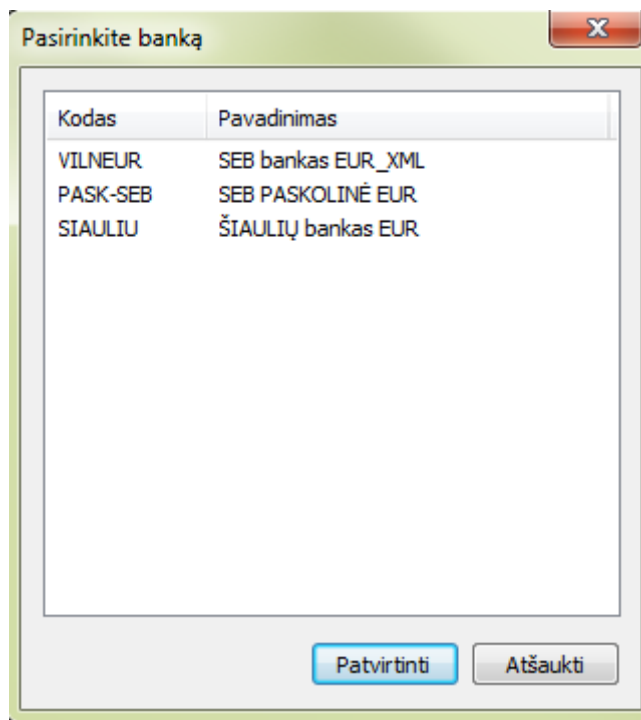 Pasirinkite banką
Kodas Pavadinimas
VILNEUR SEB bankas EUR_XML
PASK-SEB SEB PASKOLINĖ EUR
SIAULIU ŠIAULIŲ bankas EUR
Patvirtinti Atšaukti